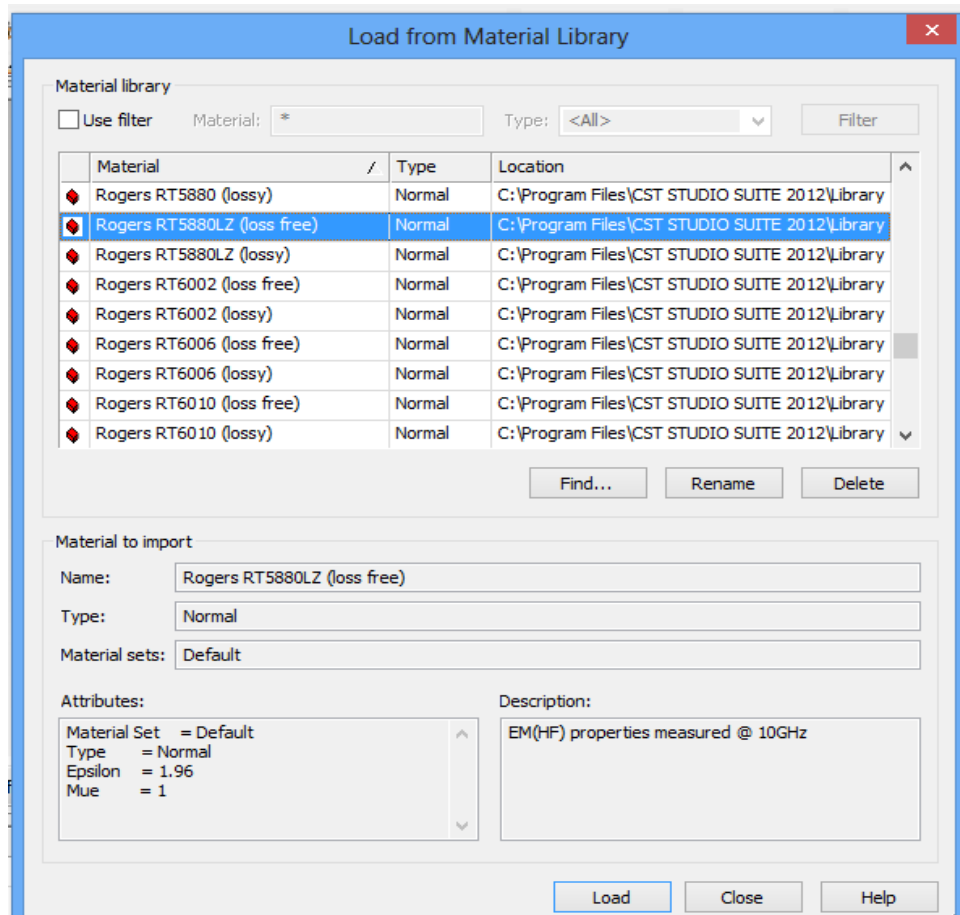 Load from Material Library
Material library
Use filter Material: * Type: <All> Filter
Material Type Location
Rogers RT5880 (lossy) Normal C:\Program Files\CST STUDIO SUITE 2012\Library
Rogers RT5880LZ (loss free) Normal C:\Program Files\CST STUDIO SUITE 2012\Library
Rogers RT5880LZ (lossy) Normal C:\Program Files\CST STUDIO SUITE 2012\Library
Rogers RT6002 (loss free) Normal C:\Program Files\CST STUDIO SUITE 2012\Library
Rogers RT6002 (lossy) Normal C:\Program Files\CST STUDIO SUITE 2012\Library
Rogers RT6006 (loss free) Normal C:\Program Files\CST STUDIO SUITE 2012\Library
Rogers RT6006 (lossy) Normal C:\Program Files\CST STUDIO SUITE 2012\Library
Rogers RT6010 (loss free) Normal C:\Program Files\CST STUDIO SUITE 2012\Library
Rogers RT6010 (lossy) Normal C:\Program Files\CST STUDIO SUITE 2012\Library
Find... Rename Delete
Material to import
Name: Rogers RT5880LZ (loss free)
Type: Normal
Material sets: Default
Attributes:
Material Set = Default
Type = Normal
Epsilon = 1.96
Mue = 1
Description:
EM(HF) properties measured @ 10GHz
Load Close Help